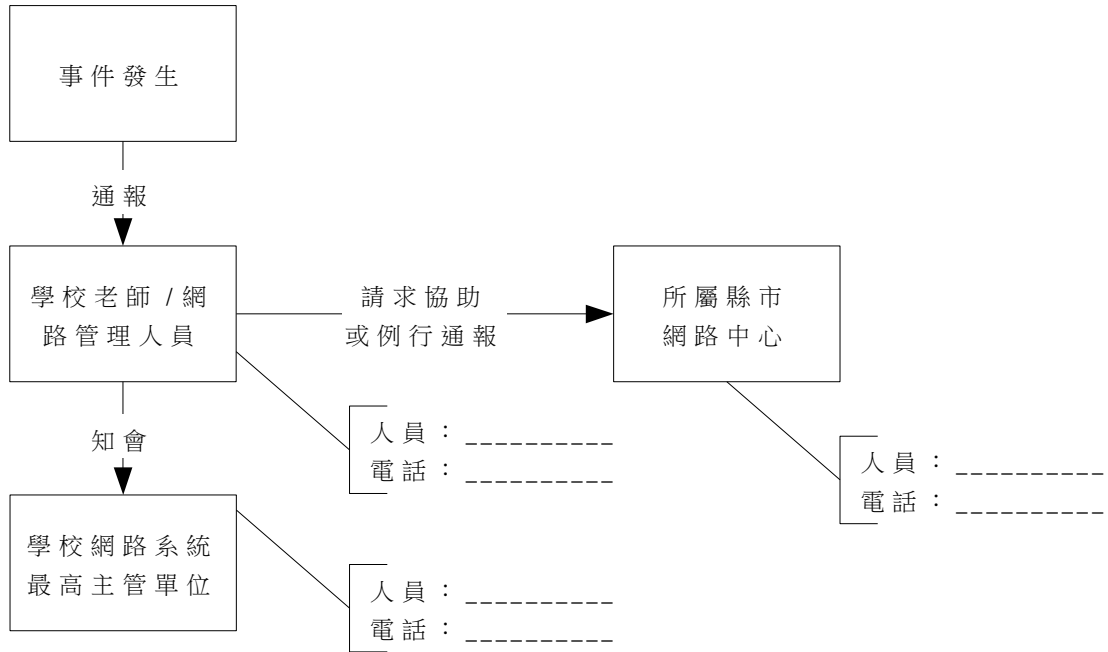 事件發生
通報
學校老師 / 網
路管理人員
請求協助
或例行通報
所屬縣市
網路中心
人員：__________
電話：__________
人員：__________
電話：__________
知會
學校網路系統
最高主管單位
人員：__________
電話：__________